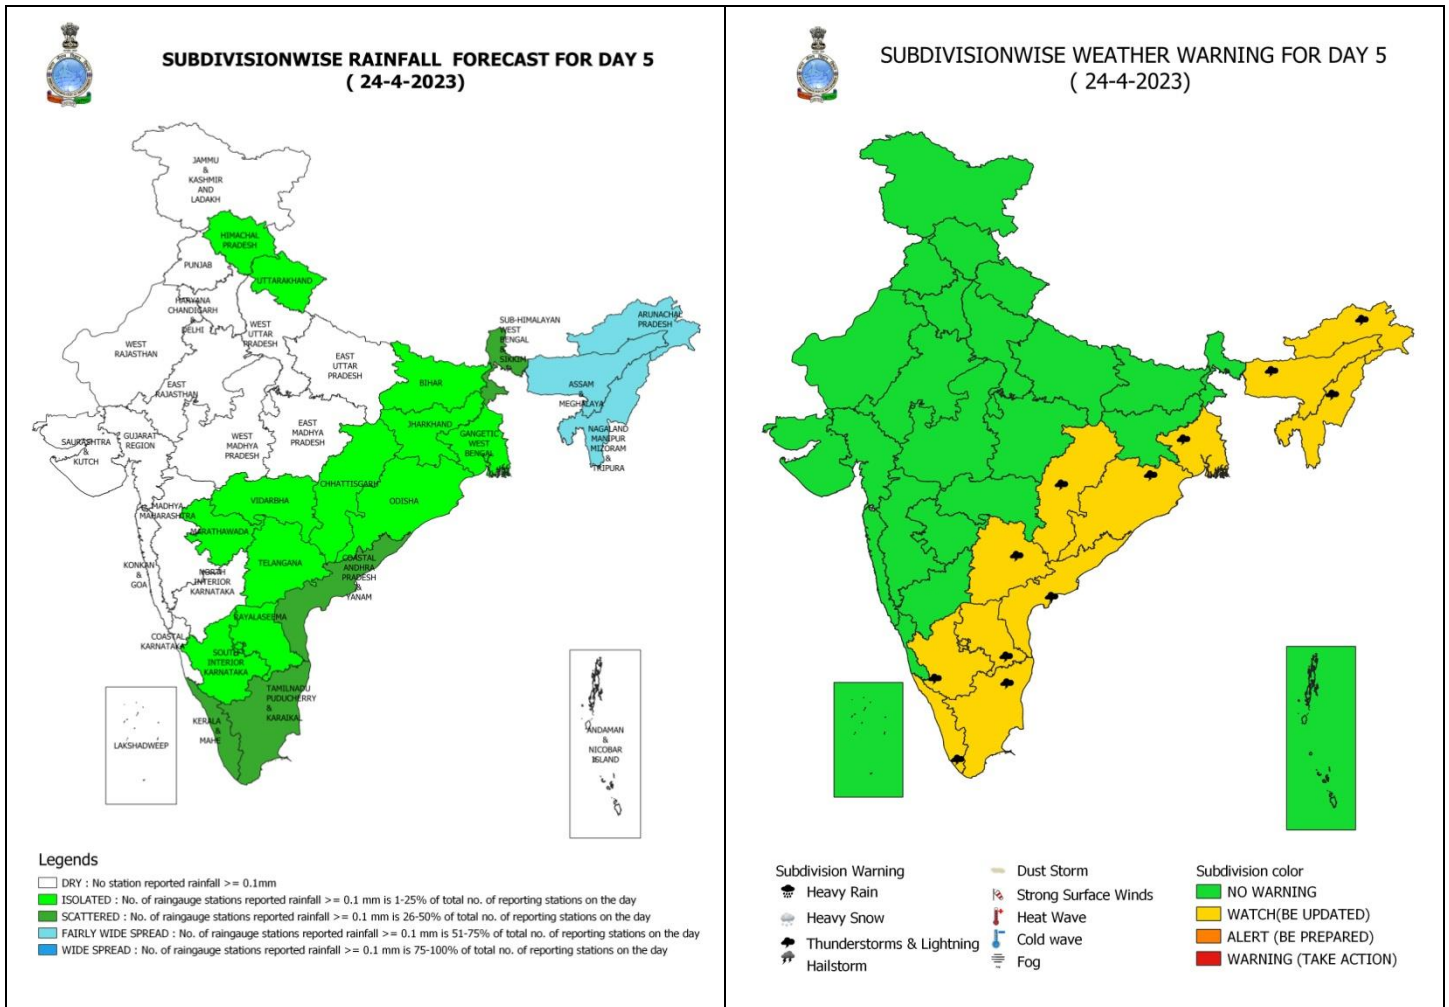 SUBDIVISIONWISE RAINFALL FORECAST FOR DAY 5
( 24-4-2023)
JAMMU
&
KASHMIR
AND
LADAKH
HIMACHAL
PRADESH
PUNJAB
UTTARAKHAND
HARYANA
CHANDIGARH
&
DELHI
WEST
UTTAR
PRADESH
WEST
RAJASTHAN
EAST
UTTAR
PRADESH
SUB-HIMALAYAN
WEST
BENGAL
&
SIKKIM
ARUNACHAL
PRADESH
EAST
RAJASTHAN
BIHAR
ASSAM
&
MEGHALAYA
JHARKHAND
EAST
MADHYA
PRADESH
SAURASHTRA
&
KUTCH
GUJARAT
REGION
WEST
MADHYA
PRADESH
GANGETIC
WEST
BENGAL
NAGALAND
MANIPUR
MIZORAM
&
TRIPURA
CHHATTISGARH
VIDARBHA
ODISHA
MADHYA
MAHARASHTRA
MARATHAWADA
KONKAN
&
GOA
TELANGANA
COASTAL
ANDHRA
PRADESH
&
YANAM
NORTH
INTERIOR
KARNATAKA
RAYALASEEMA
COASTAL
KARNATAKA
SOUTH
INTERIOR
KARNATAKA
TAMILNADU
PUDUCHERRY
&
KARAIKAL
KERALA
&
MAHE
LAKSHADWEEP
ANDAMAN
&
NICOBAR
ISLAND
Legends
DRY : No station reported rainfall >= 0.1mm
ISOLATED : No. of raingauge stations reported rainfall >= 0.1 mm is 1-25% of total no. of reporting stations on the day
SCATTERED : No. of raingauge stations reported rainfall >= 0.1 mm is 26-50% of total no. of reporting stations on the day
FAIRLY WIDE SPREAD : No. of raingauge stations reported rainfall >= 0.1 mm is 51-75% of total no. of reporting stations on the day
WIDE SPREAD : No. of raingauge stations reported rainfall >= 0.1 mm is 75-100% of total no. of reporting stations on the day
SUBDIVISIONWISE WEATHER WARNING FOR DAY 5
( 24-4-2023)
Subdivision Warning
Heavy Rain
Heavy Snow
Thunderstorms & Lightning
Hailstorm
Dust Storm
Strong Surface Winds
Heat Wave
Cold wave
Fog
Subdivision color
NO WARNING
WATCH(BE UPDATED)
ALERT (BE PREPARED)
WARNING (TAKE ACTION)